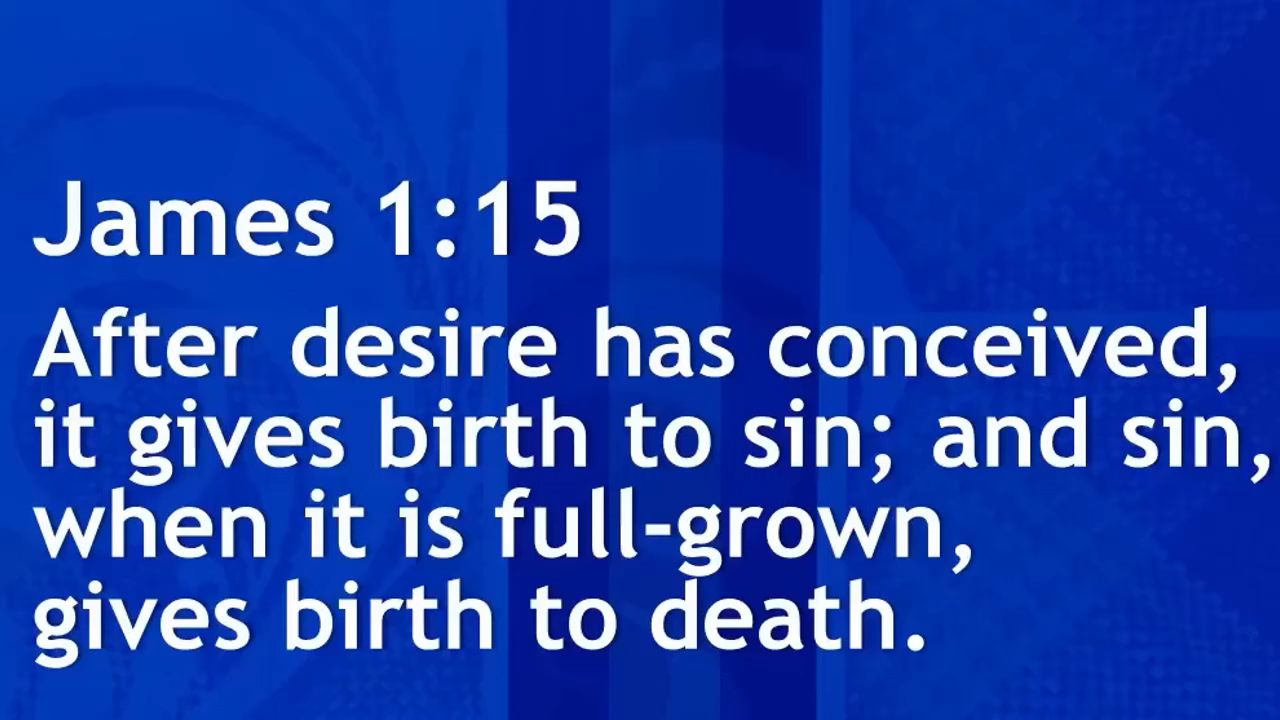 James 1:15
After desire has conceived,
it gives birth to sin; and sin,
when it is full-grown,
gives birth to death.